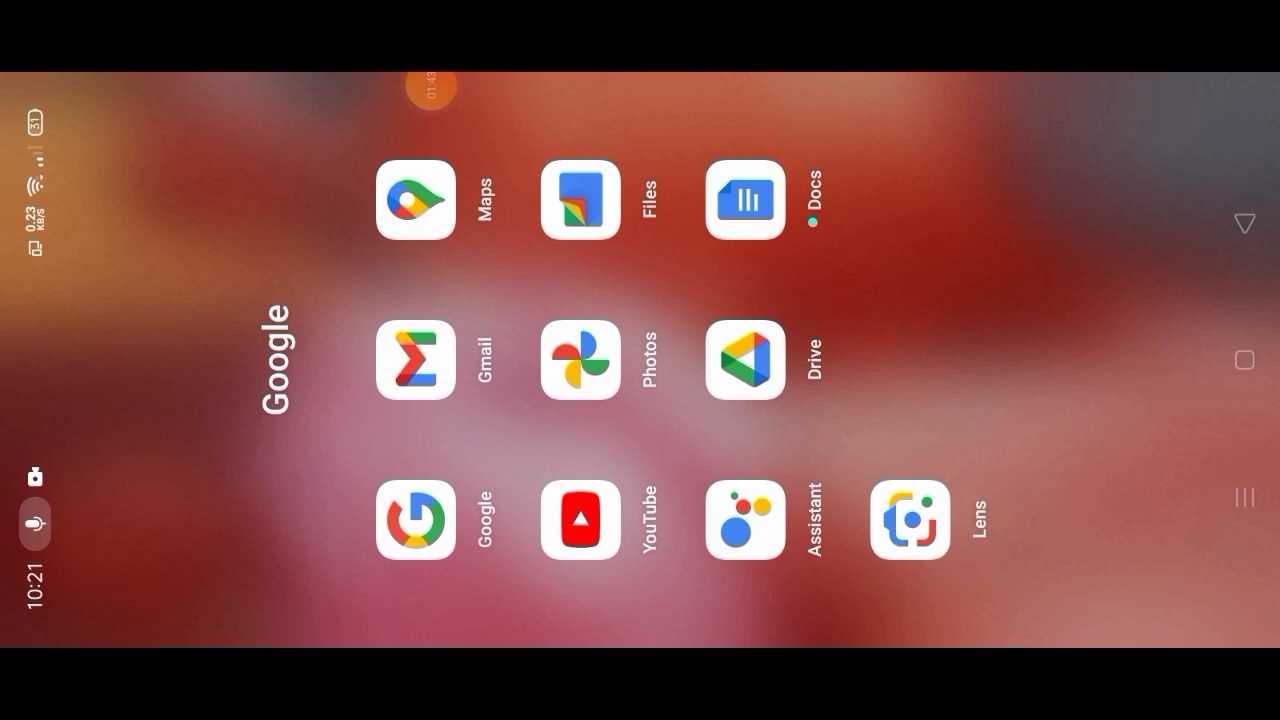 10:21
0.23
KB/S
31
01:43
Google
Google
Gmail
Maps
YouTube
Photos
Files
Assistant
Drive
Docs
Lens